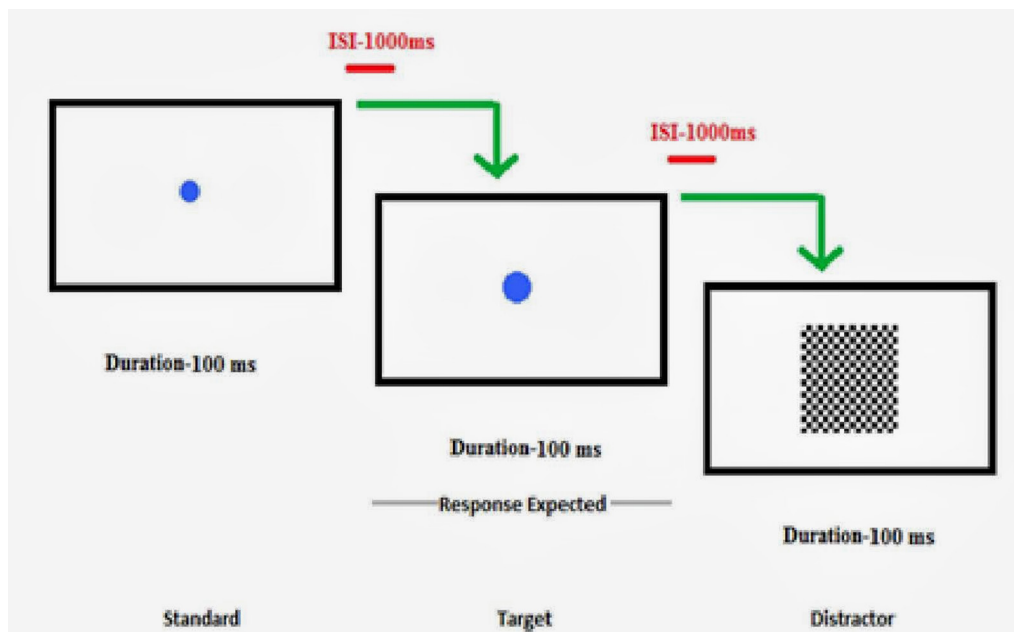 ISI-1000ms
ISI-1000ms
Duration-100 ms
Duration-100 ms
Response Expected
Duration-100 ms
Standard Target Distractor